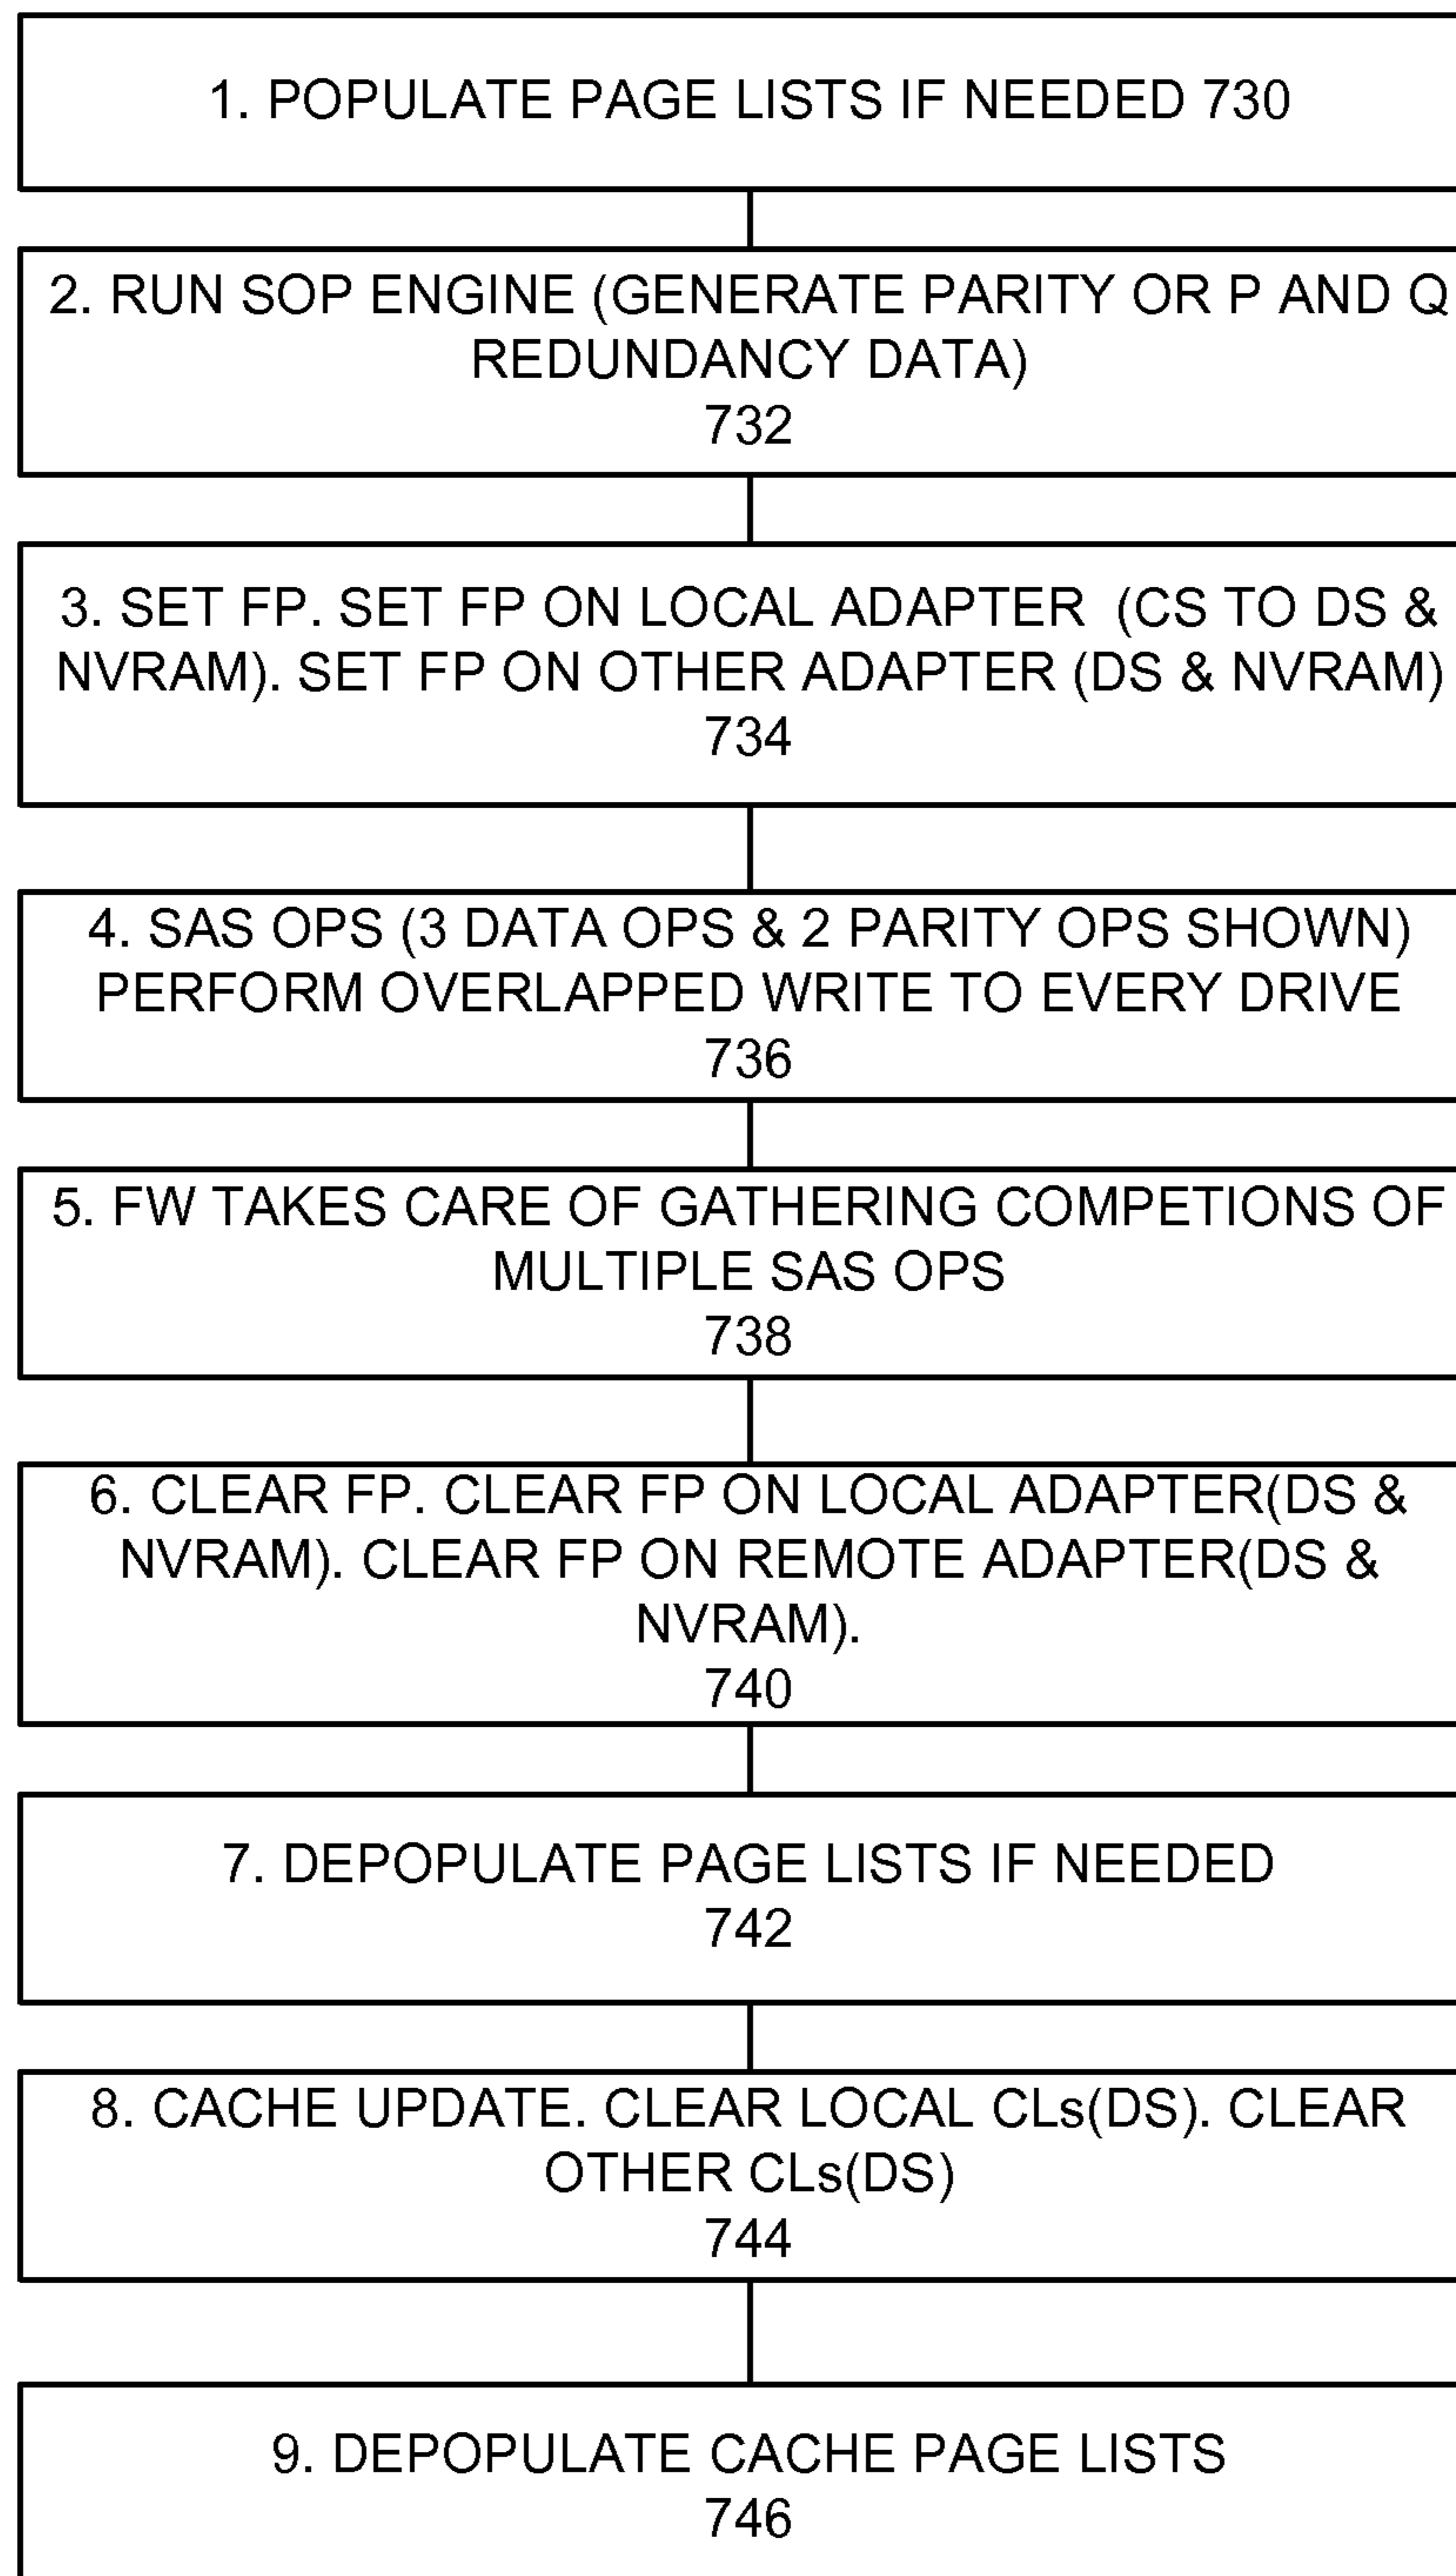 1. POPULATE PAGE LISTS IF NEEDED 730
2. RUN SOP ENGINE (GENERATE PARITY OR P AND Q
REDUNDANCY DATA)
732
3. SET FP. SET FP ON LOCAL ADAPTER (CS TO DS &
NVRAM). SET FP ON OTHER ADAPTER (DS & NVRAM)
734
4. SAS OPS (3 DATA OPS & 2 PARITY OPS SHOWN)
PERFORM OVERLAPPED WRITE TO EVERY DRIVE
736
5. FW TAKES CARE OF GATHERING COMPETIONS OF
MULTIPLE SAS OPS
738
6. CLEAR FP. CLEAR FP ON LOCAL ADAPTER(DS &
NVRAM). CLEAR FP ON REMOTE ADAPTER(DS &
NVRAM).
740
7. DEPOPULATE PAGE LISTS IF NEEDED
742
8. CACHE UPDATE. CLEAR LOCAL CLs(DS). CLEAR
OTHER CLs(DS)
744
9. DEPOPULATE CACHE PAGE LISTS
746